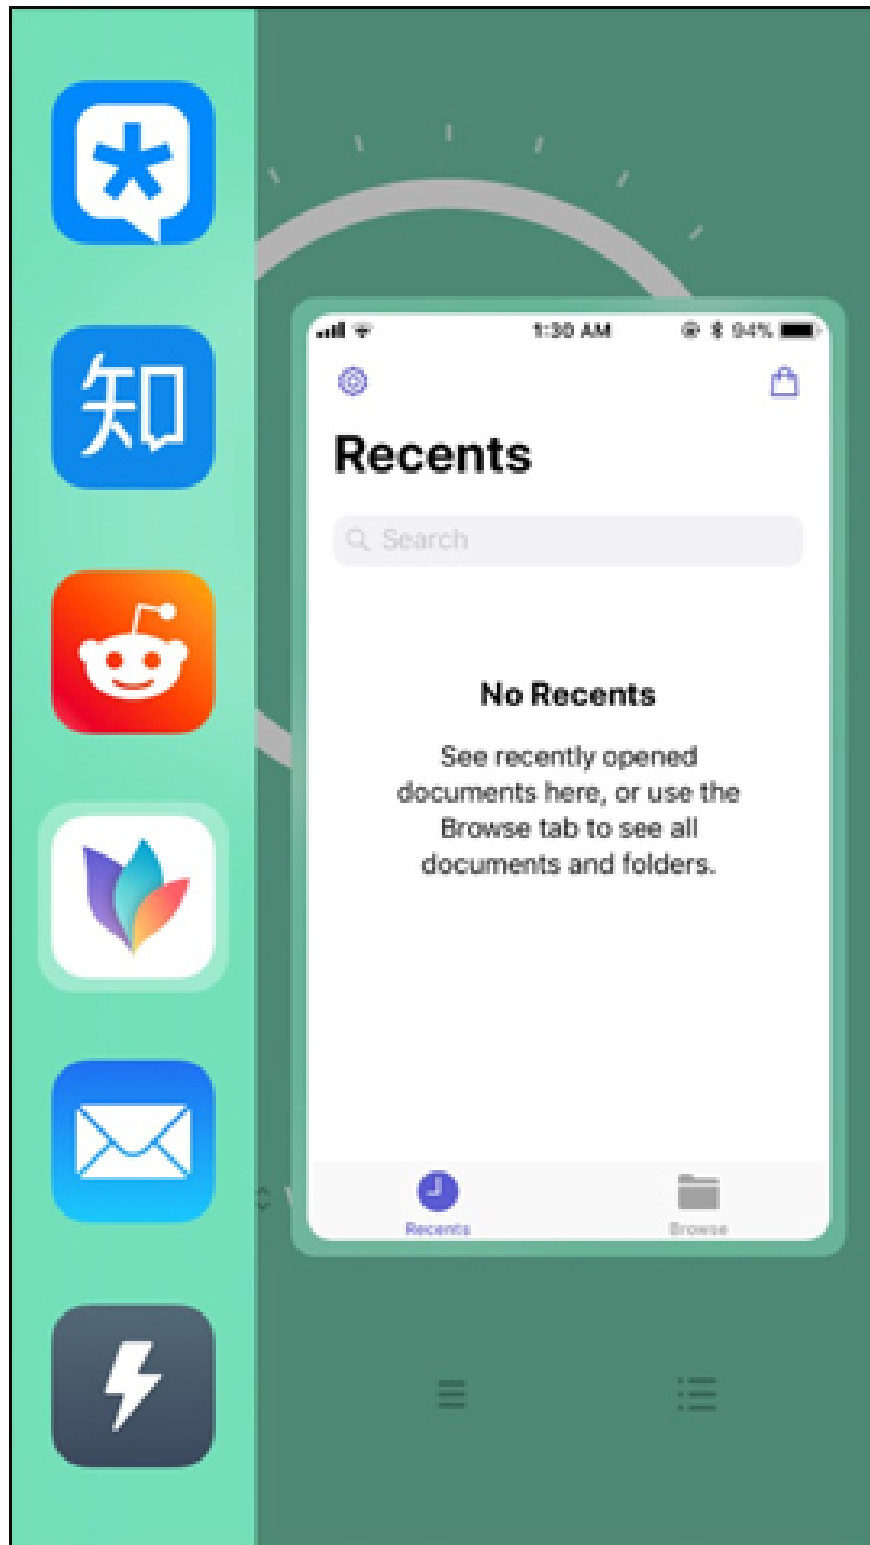 知
1:30 AM
94%
Recents
Search
No Recents
See recently opened
documents here, or use the
Browse tab to see all
documents and folders.
Recents
Browse